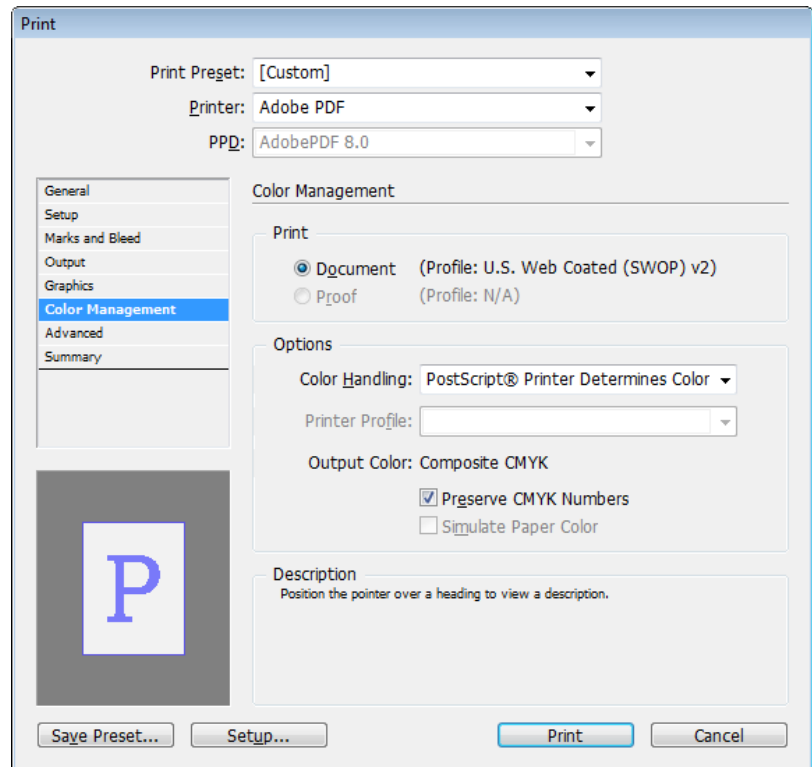 Print
Print Preset: [Custom]
Printer: Adobe PDF
PPD: AdobePDF 8.0
General
Setup
Marks and Bleed
Output
Graphics
Color Management
Advanced
Summary
Color Management
Print
Document (Profile: U.S. Web Coated (SWOP) v2)
Proof (Profile: N/A)
Options
Color Handling: PostScript® Printer Determines Color
Printer Profile:
Output Color: Composite CMYK
Preserve CMYK Numbers
Simulate Paper Color
P
Description
Position the pointer over a heading to view a description.
Save Preset... Setup... Print Cancel